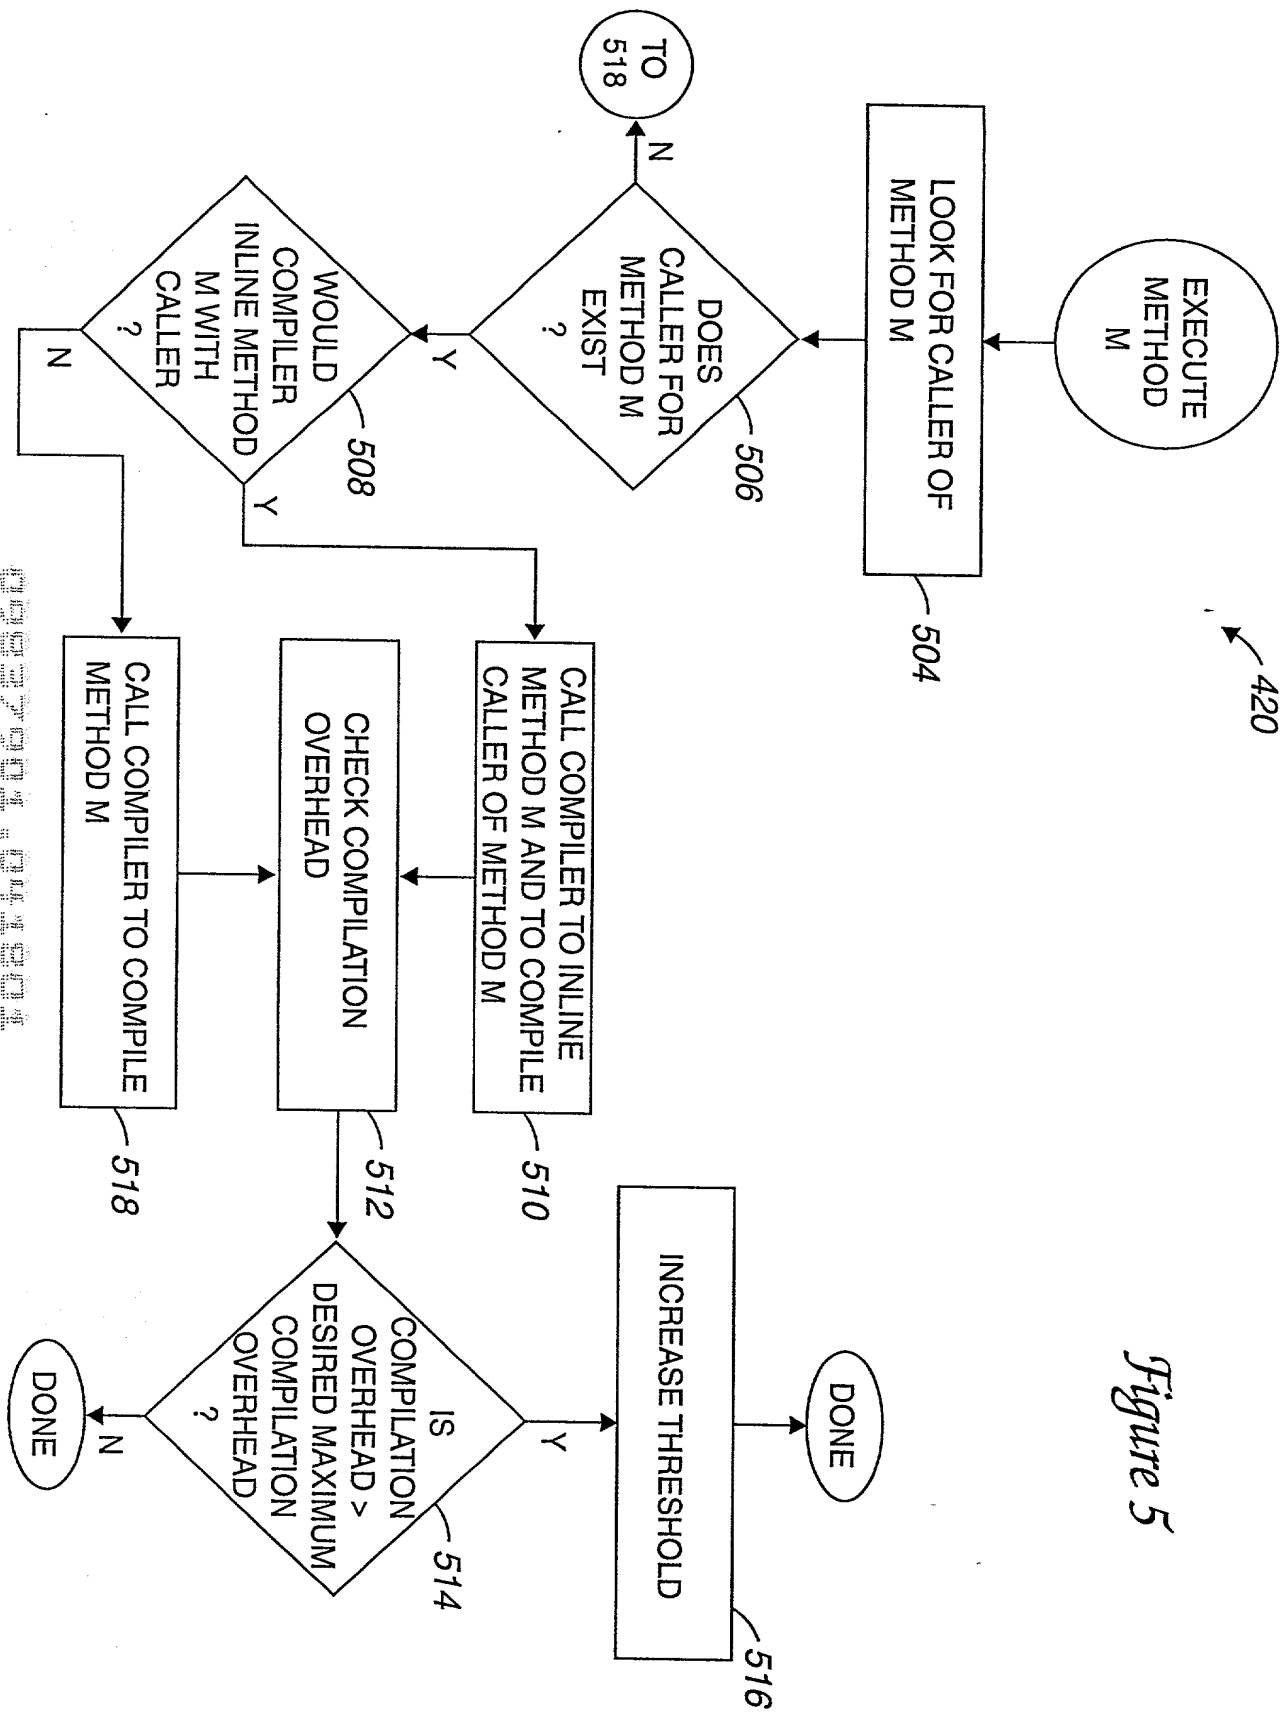 420
Figure 5
EXECUTE
METHOD
M
LOOK FOR CALLER OF
METHOD M
504
DOES
CALLER FOR
METHOD M
EXIST
?
506
N
TO
518
Y
WOULD
COMPILER
INLINE METHOD
M WITH
CALLER
?
508
Y
N
CALL COMPILER TO INLINE
METHOD M AND TO COMPILE
CALLER OF METHOD M
510
CHECK COMPILATION
OVERHEAD
512
CALL COMPILER TO COMPILE
METHOD M
518
IS
COMPILATION
OVERHEAD >
DESIRED MAXIMUM
COMPILATION
OVERHEAD
?
514
Y
N
INCREASE THRESHOLD
516
DONE
DONE